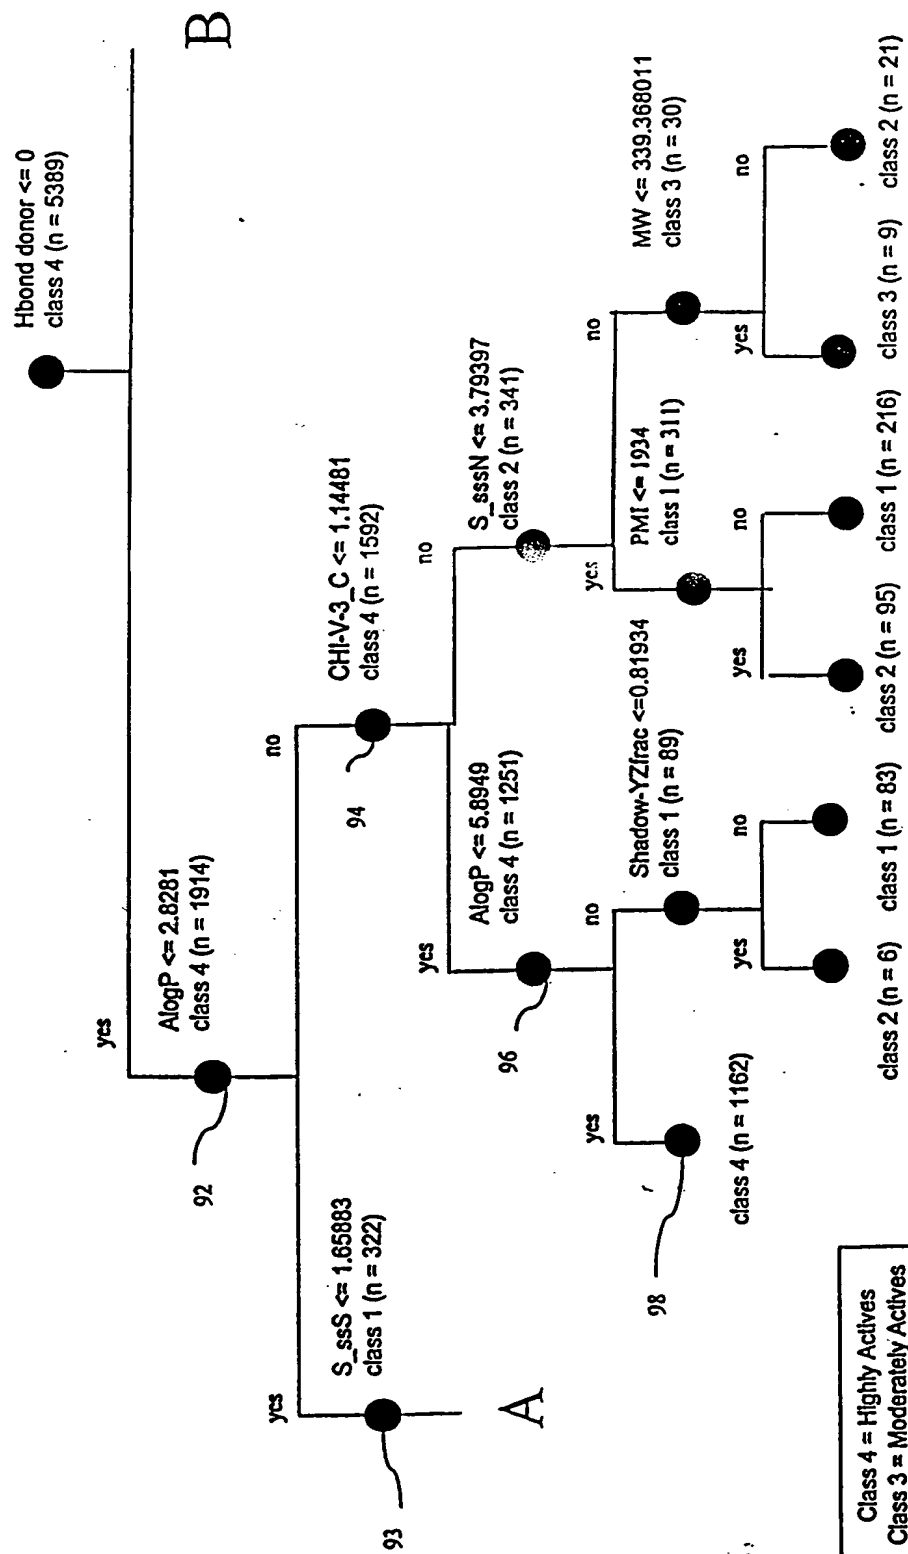 Hbond donor <= 0
class 4 (n = 5389)
B
yes
AlogP <= 2.8281
class 4 (n = 1914)
92
yes
no
S_ssS <= 1.65883
class 1 (n = 322)
93
A
CHI-V-3_C <= 1.14481
class 4 (n = 1592)
94
yes
no
AlogP <= 5.8949
class 4 (n = 1251)
96
S_sssN <= 3.79397
class 2 (n = 341)
yes
no
yes
no
98
class 4 (n = 1162)
Shadow-YZfrac <=0.81934
class 1 (n = 89)
PMI <= 1934
class 1 (n = 311)
MW <= 339.368011
class 3 (n = 30)
yes
no
yes
no
yes
no
class 2 (n = 6)
class 1 (n = 83)
class 2 (n = 95)
class 1 (n = 216)
class 3 (n = 9)
class 2 (n = 21)
Class 4 = Highly Actives
Class 3 = Moderately Actives